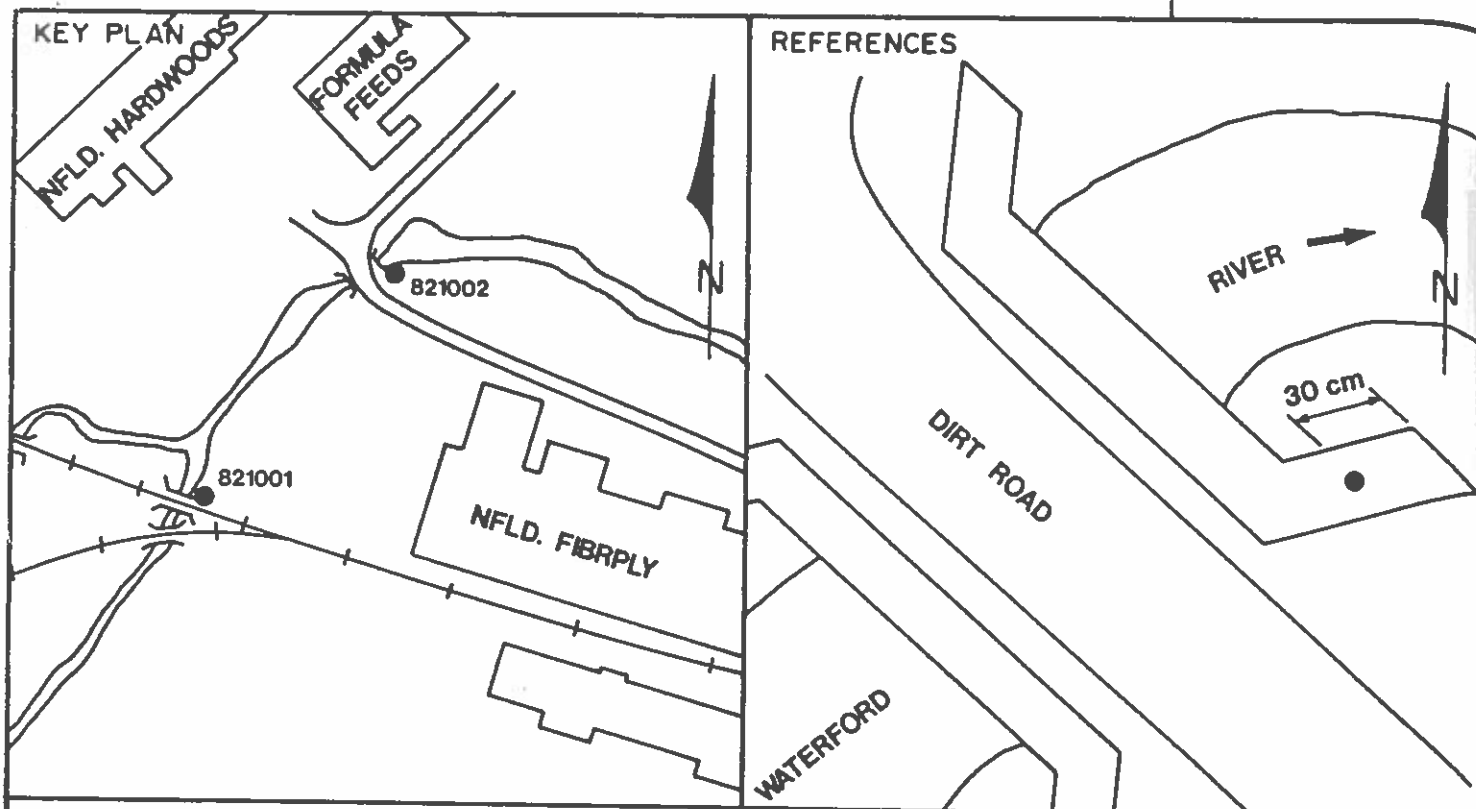 KEY PLAN
NFLD. HARDWOODS
FORMULA
FEEDS
N
821002
821001
NFLD. FIBRPLY
REFERENCES
RIVER
N
30 cm
DIRT ROAD
WATERFORD